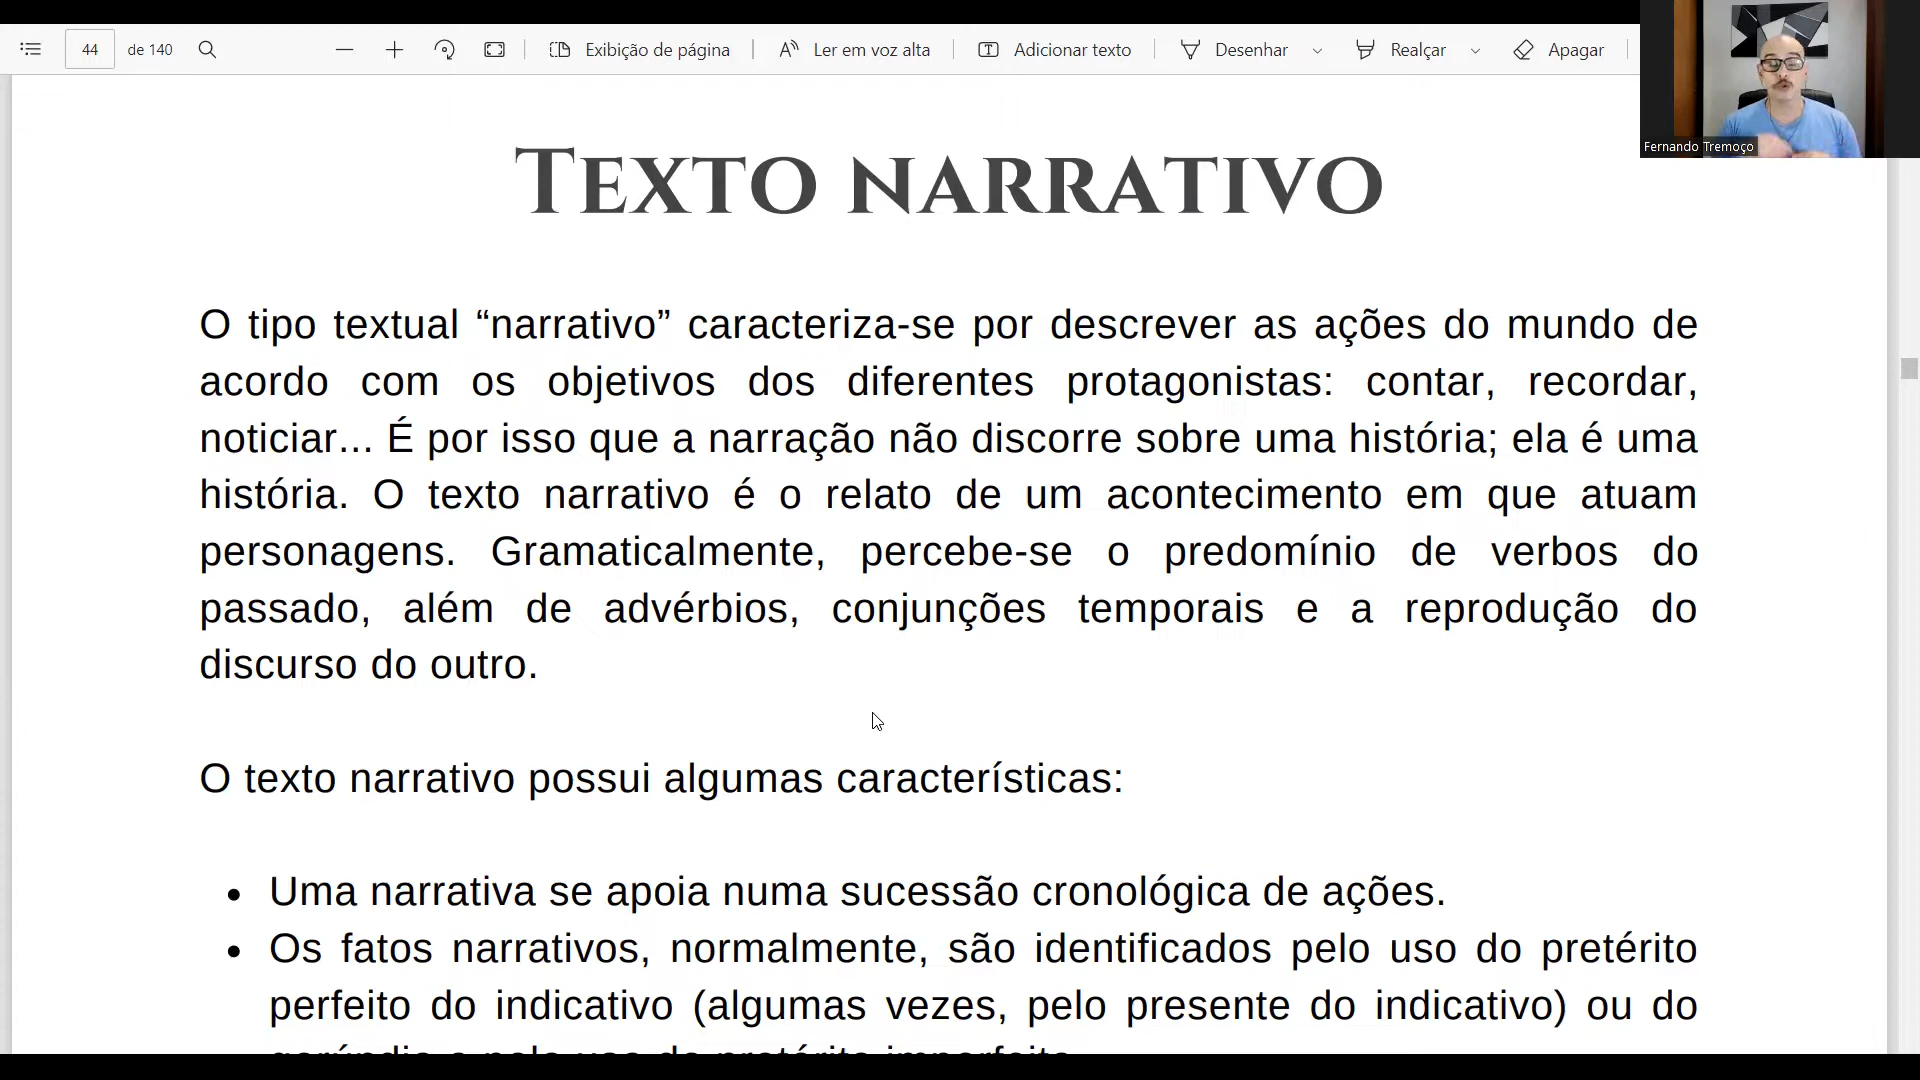 44 de 140 Exibição de página Ler em voz alta Adicionar texto Desenhar Realçar Apagar
Fernando Tremoço
TEXTO NARRATIVO
O tipo textual “narrativo” caracteriza-se por descrever as ações do mundo de
acordo com os objetivos dos diferentes protagonistas: contar, recordar,
noticiar... É por isso que a narração não discorre sobre uma história; ela é uma
história. O texto narrativo é o relato de um acontecimento em que atuam
personagens. Gramaticalmente, percebe-se o predomínio de verbos do
passado, além de advérbios, conjunções temporais e a reprodução do
discurso do outro.
O texto narrativo possui algumas características:
• Uma narrativa se apoia numa sucessão cronológica de ações.
• Os fatos narrativos, normalmente, são identificados pelo uso do pretérito
perfeito do indicativo (algumas vezes, pelo presente do indicativo) ou do
gerúndio e pelo uso do pretérito imperfeito